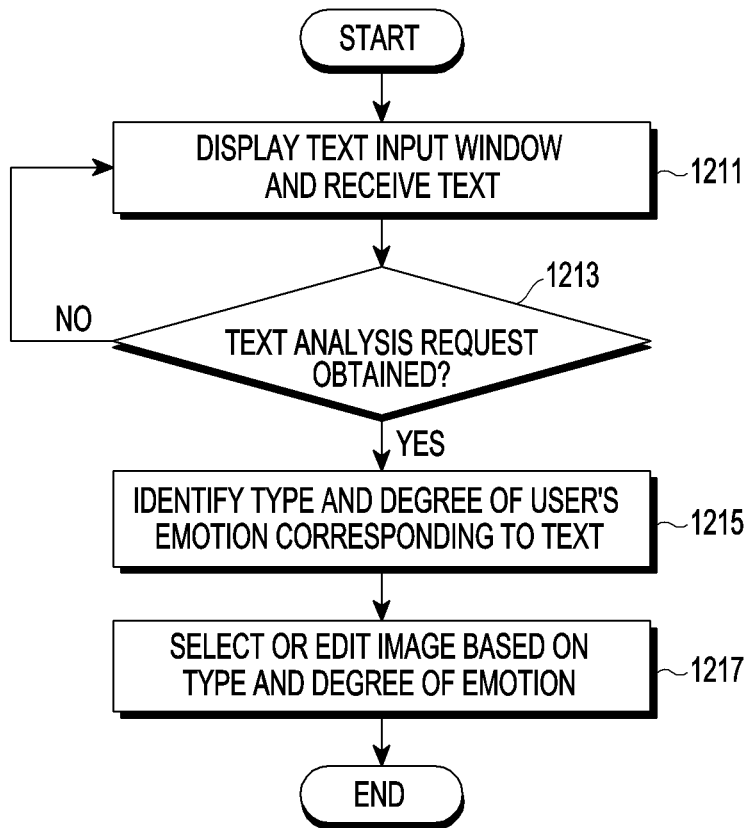 START
DISPLAY TEXT INPUT WINDOW
AND RECEIVE TEXT
1211
1213
NO
TEXT ANALYSIS REQUEST
OBTAINED?
YES
IDENTIFY TYPE AND DEGREE OF USER'S
EMOTION CORRESPONDING TO TEXT
1215
SELECT OR EDIT IMAGE BASED ON
TYPE AND DEGREE OF EMOTION
1217
END